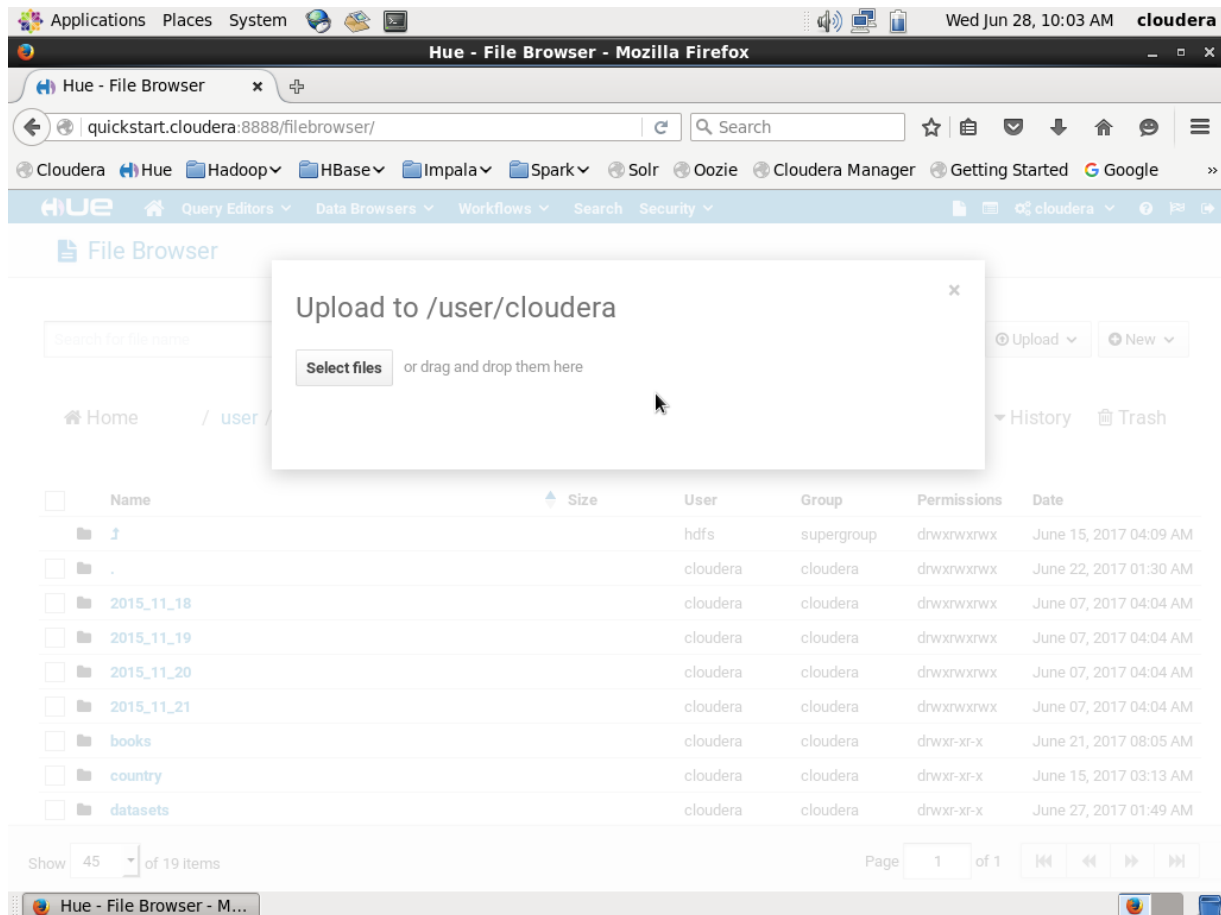 Applications Places System Wed Jun 28, 10:03 AM cloudera
Hue - File Browser - Mozilla Firefox
Hue - File Browser
quickstart.cloudera:8888/filebrowser/ Search
Cloudera Hue Hadoop HBase Impala Spark Solr Oozie Cloudera Manager Getting Started Google »
HUE Query Editors Data Browsers Workflows Search Security cloudera
File Browser
Upload to /user/cloudera
Search for file name Upload New
Select files or drag and drop them here
Home / user / History Trash
Name Size User Group Permissions Date
hdfs supergroup drwxrwxrwx June 15, 2017 04:09 AM
. cloudera cloudera drwxrwxrwx June 22, 2017 01:30 AM
2015_11_18 cloudera cloudera drwxrwxrwx June 07, 2017 04:04 AM
2015_11_19 cloudera cloudera drwxrwxrwx June 07, 2017 04:04 AM
2015_11_20 cloudera cloudera drwxrwxrwx June 07, 2017 04:04 AM
2015_11_21 cloudera cloudera drwxrwxrwx June 07, 2017 04:04 AM
books cloudera cloudera drwxr-xr-x June 21, 2017 08:05 AM
country cloudera cloudera drwxr-xr-x June 15, 2017 03:13 AM
datasets cloudera cloudera drwxr-xr-x June 27, 2017 01:49 AM
Show 45 of 19 items Page 1 of 1
Hue - File Browser - M...